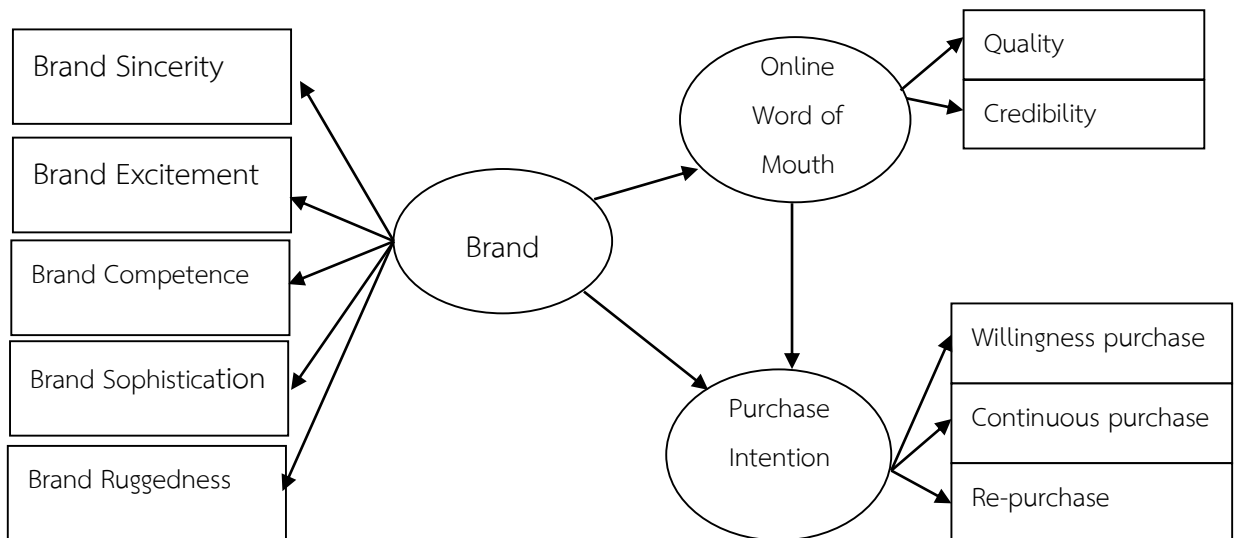 Brand Sincerity
Brand Excitement
Brand Competence
Brand Sophistication
Brand Ruggedness
Brand
Online
Word of
Mouth
Quality
Credibility
Purchase
Intention
Willingness purchase
Continuous purchase
Re-purchase